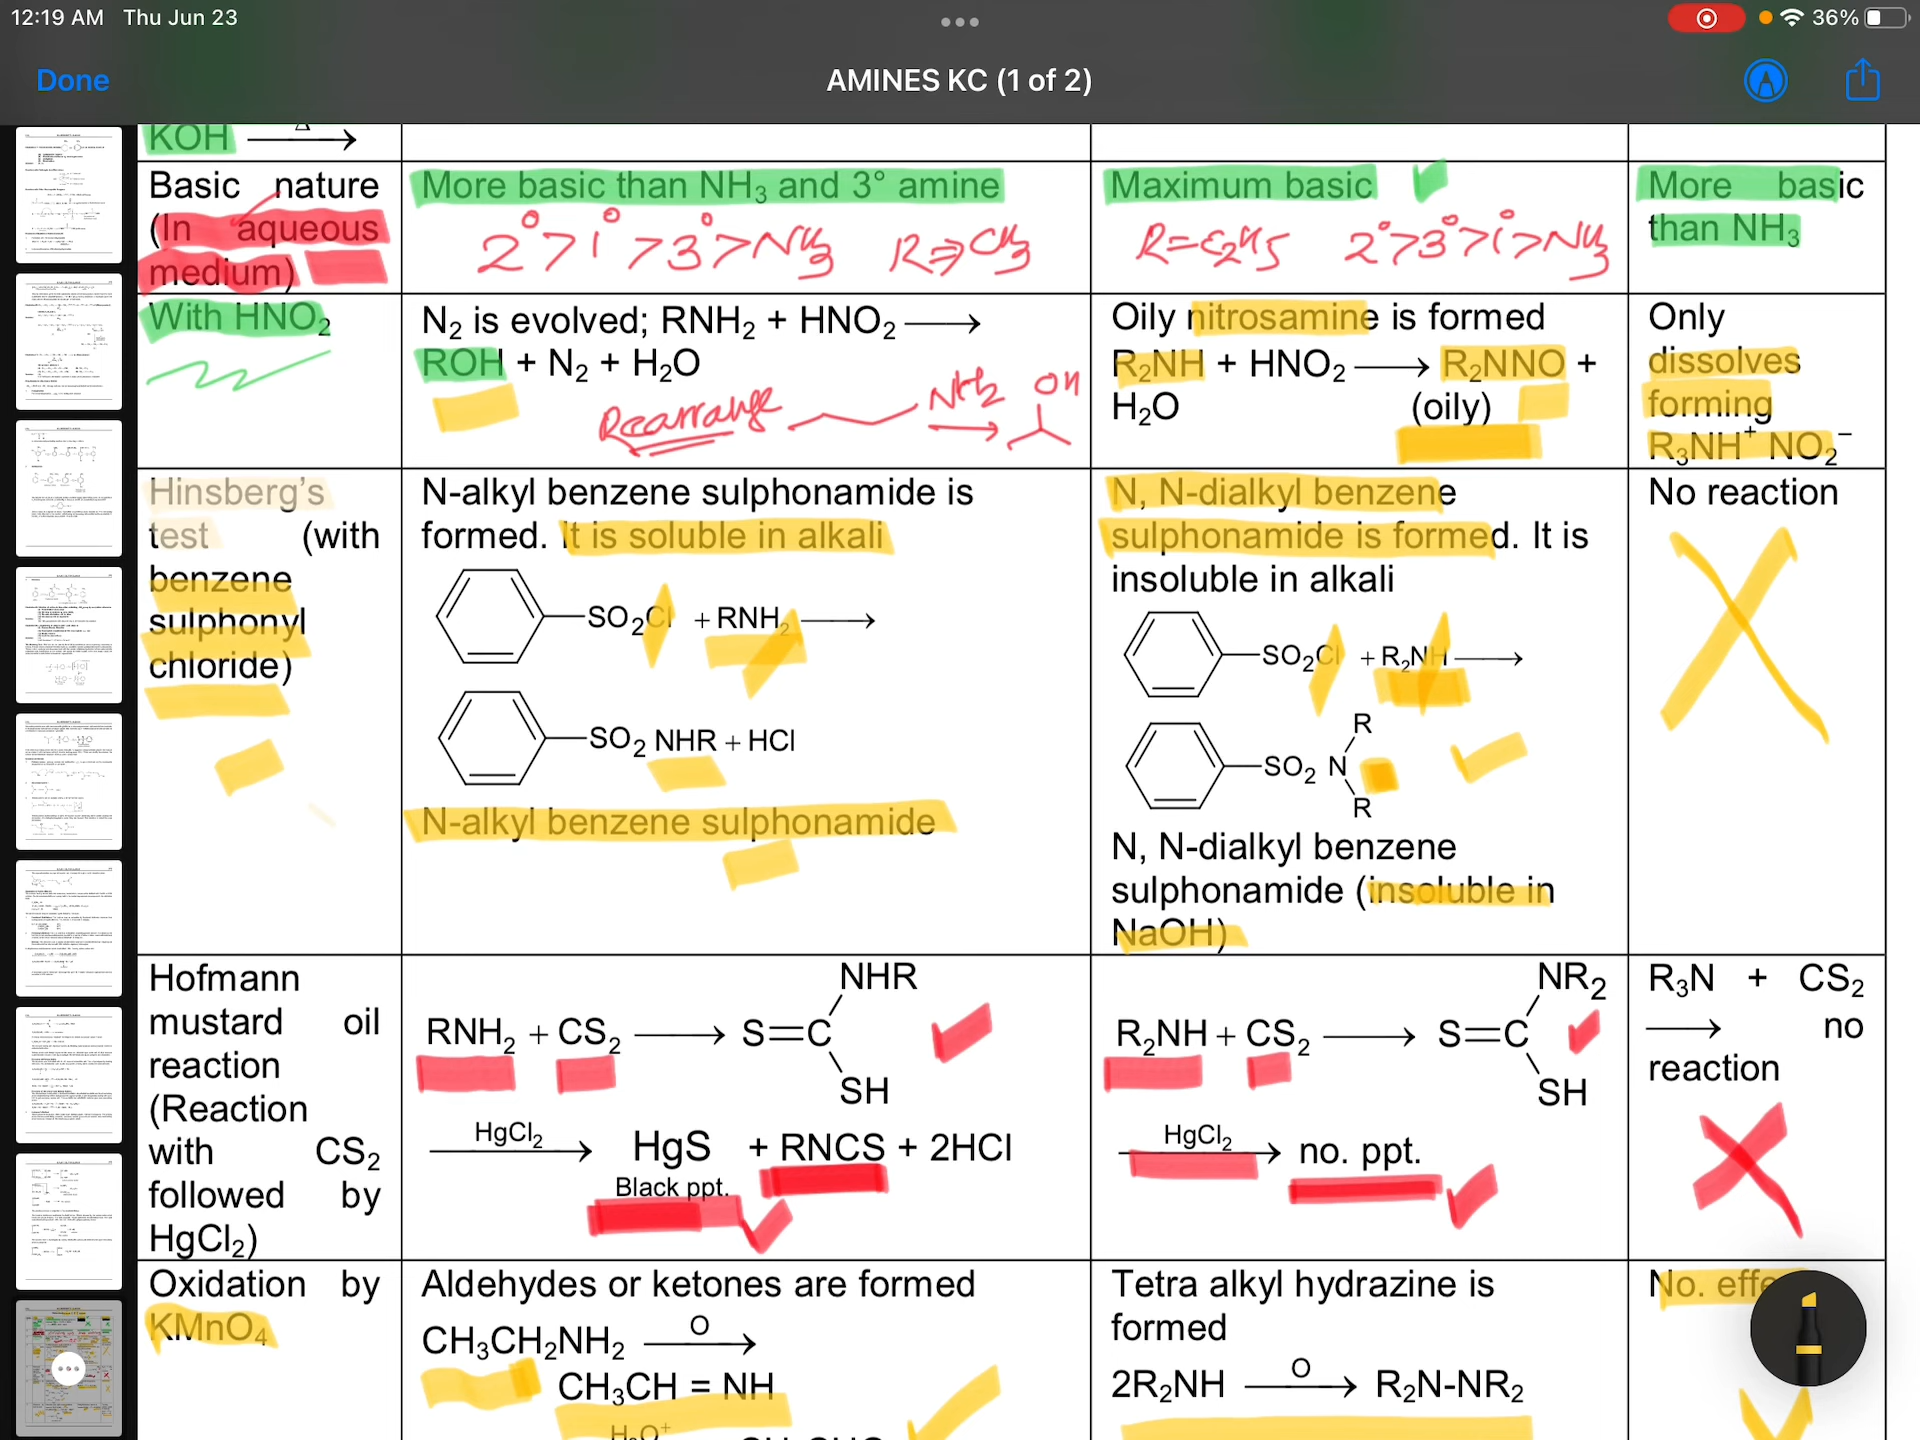 12:19 AM Thu Jun 23
36%
Done
AMINES KC (1 of 2)
KOH Δ ⟶
Basic nature
(In aqueous
medium)
More basic than NH₃ and 3° amine
2°>1°>3°>NH₃ R⇒CH₃
Maximum basic
R=C₂H₅ 2°>3°>1°>NH₃
More basic
than NH₃
With HNO₂
N₂ is evolved; RNH₂ + HNO₂ ⟶
ROH + N₂ + H₂O
Rearrange NH₂ ⟶ OH
Oily nitrosamine is formed
R₂NH + HNO₂ ⟶ R₂NNO +
H₂O (oily)
Only
dissolves
forming
R₃NH⁺ NO₂⁻
Hinsberg's
test (with
benzene
sulphonyl
chloride)
N-alkyl benzene sulphonamide is
formed. It is soluble in alkali
SO₂Cl + RNH₂ ⟶
SO₂ NHR + HCl
N-alkyl benzene sulphonamide
N, N-dialkyl benzene
sulphonamide is formed. It is
insoluble in alkali
SO₂Cl + R₂NH ⟶
R
SO₂ N
R
N, N-dialkyl benzene
sulphonamide (insoluble in
NaOH)
No reaction
Hofmann
mustard oil
reaction
(Reaction
with CS₂
followed by
HgCl₂)
NHR
RNH₂ + CS₂ ⟶ S=C
SH
HgCl₂
⟶ HgS + RNCS + 2HCl
Black ppt.
NR₂
R₂NH + CS₂ ⟶ S=C
SH
HgCl₂
⟶ no. ppt.
R₃N + CS₂
⟶ no
reaction
Oxidation by
KMnO₄
Aldehydes or ketones are formed
CH₃CH₂NH₂ O ⟶
CH₃CH = NH
H₃O⁺
Tetra alkyl hydrazine is
formed
2R₂NH O ⟶ R₂N-NR₂
No. effe